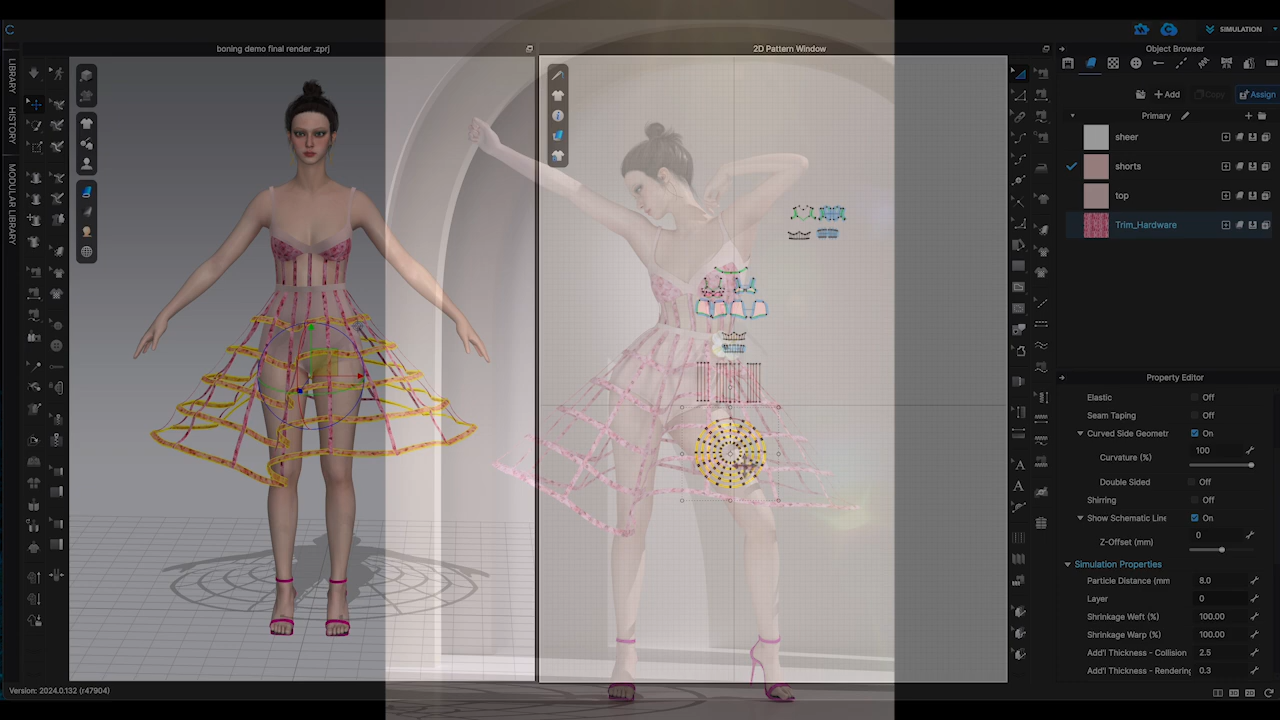 SIMULATION
boning demo final render .zprj
2D Pattern Window
Object Browser
LIBRARY
HISTORY
MODULAR LIBRARY
+ Add
Copy
Assign
Primary
sheer
shorts
top
Trim_Hardware
Property Editor
Elastic Off
Seam Taping Off
Curved Side Geometr On
Curvature (%) 100
Double Sided Off
Shirring Off
Show Schematic Line On
Z-Offset (mm) 0
Simulation Properties
Particle Distance (mm 8.0
Layer 0
Shrinkage Weft (%) 100.00
Shrinkage Warp (%) 100.00
Add'l Thickness - Collision 2.5
Add'l Thickness - Rendering 0.3
Version: 2024.0.132 (r47904)
3D
2D